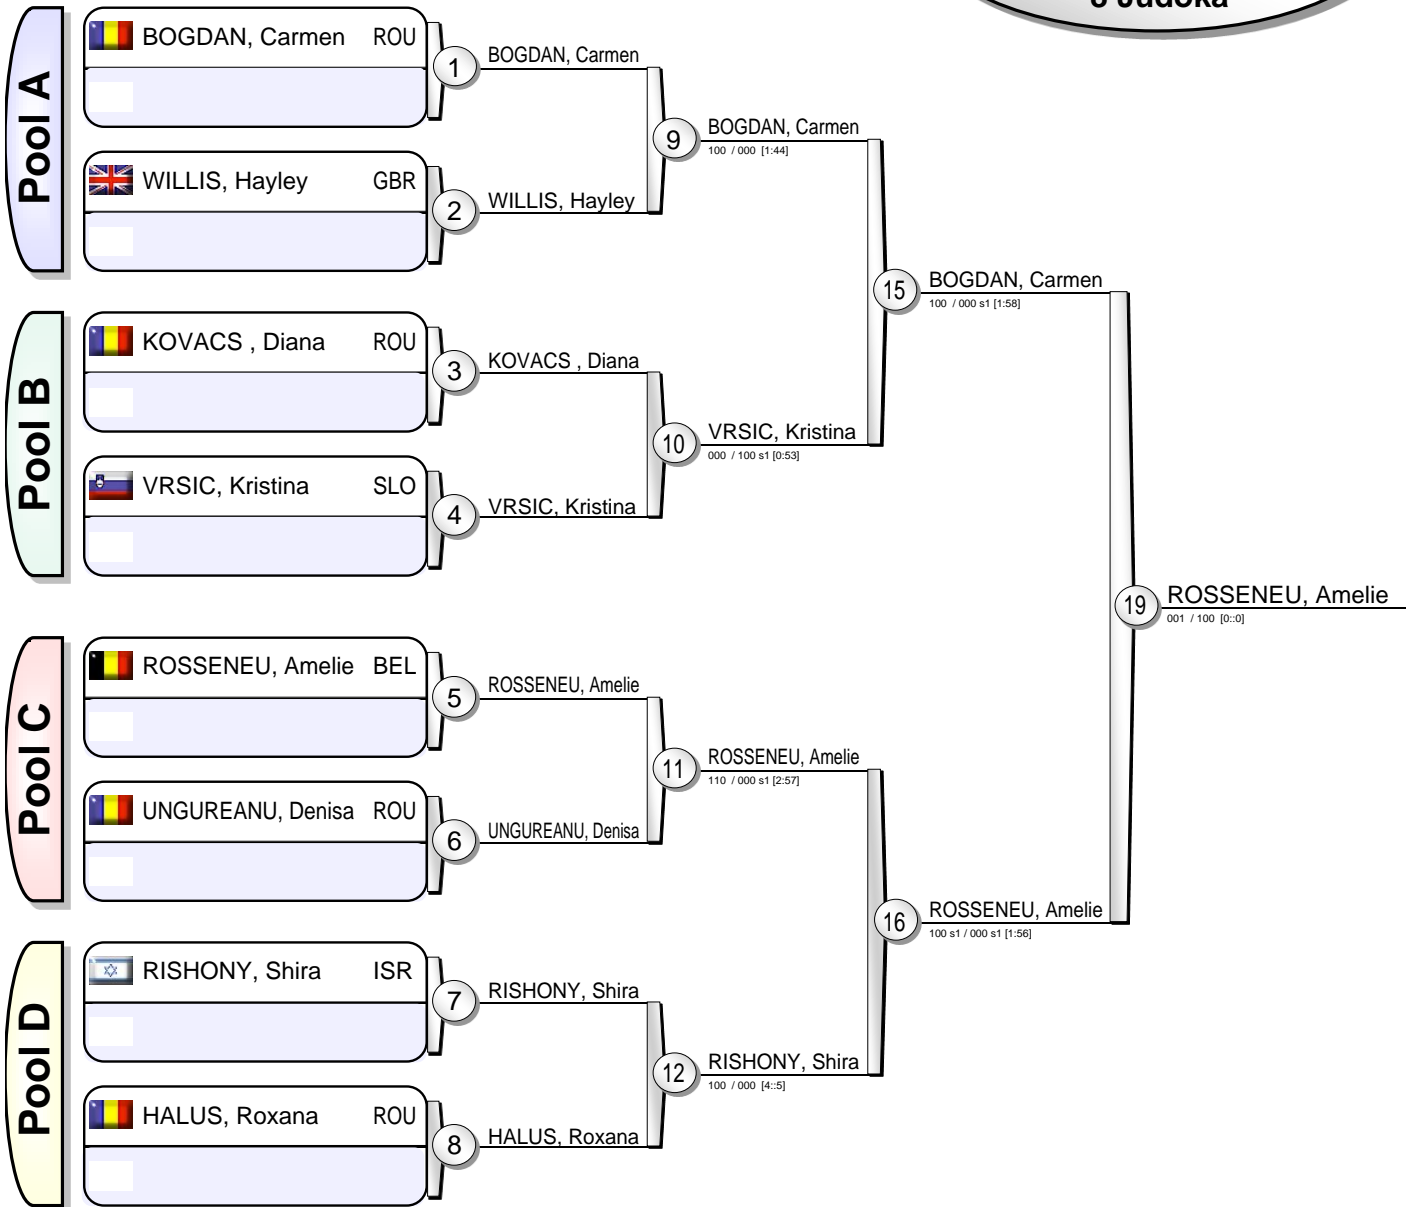 8 Judoka
Pool A
BOGDAN, Carmen ROU
1
BOGDAN, Carmen
WILLIS, Hayley GBR
2
WILLIS, Hayley
9
BOGDAN, Carmen
100 / 000 [1:44]
Pool B
KOVACS , Diana ROU
3
KOVACS , Diana
VRSIC, Kristina SLO
4
VRSIC, Kristina
10
VRSIC, Kristina
000 / 100 s1 [0:53]
15
BOGDAN, Carmen
100 / 000 s1 [1:58]
Pool C
ROSSENEU, Amelie BEL
5
ROSSENEU, Amelie
UNGUREANU, Denisa ROU
6
UNGUREANU, Denisa
11
ROSSENEU, Amelie
110 / 000 s1 [2:57]
Pool D
RISHONY, Shira ISR
7
RISHONY, Shira
HALUS, Roxana ROU
8
HALUS, Roxana
12
RISHONY, Shira
100 / 000 [4::5]
16
ROSSENEU, Amelie
100 s1 / 000 s1 [1:56]
19
ROSSENEU, Amelie
001 / 100 [0::0]